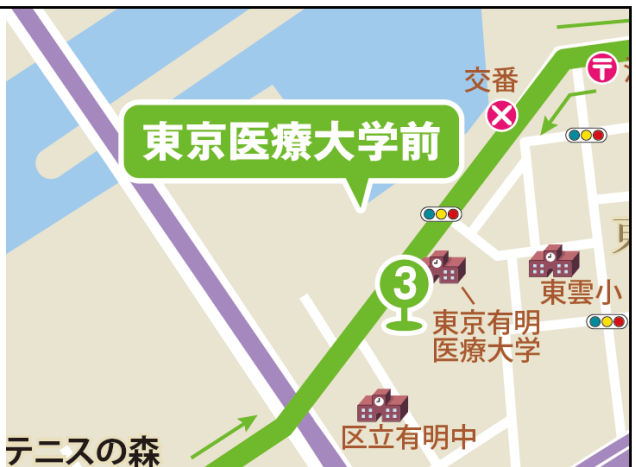 交番
〒
東京医療大学前
3
東雲小
東京有明
医療大学
区立有明中
テニスの森